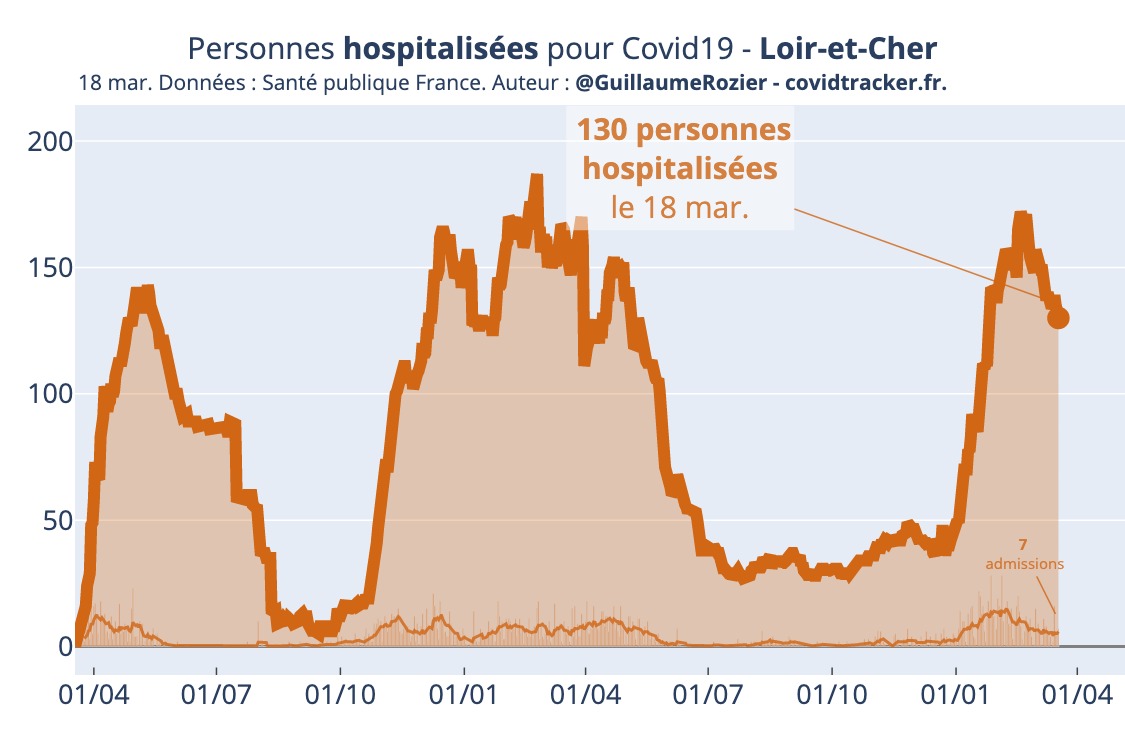 Personnes hospitalisées pour Covid19 - Loir-et-Cher
18 mar. Données : Santé publique France. Auteur : @GuillaumeRozier - covidtracker.fr.
130 personnes
hospitalisées
le 18 mar.
200
150
100
50
0
7
admissions
01/04 01/07 01/10 01/01 01/04 01/07 01/10 01/01 01/04